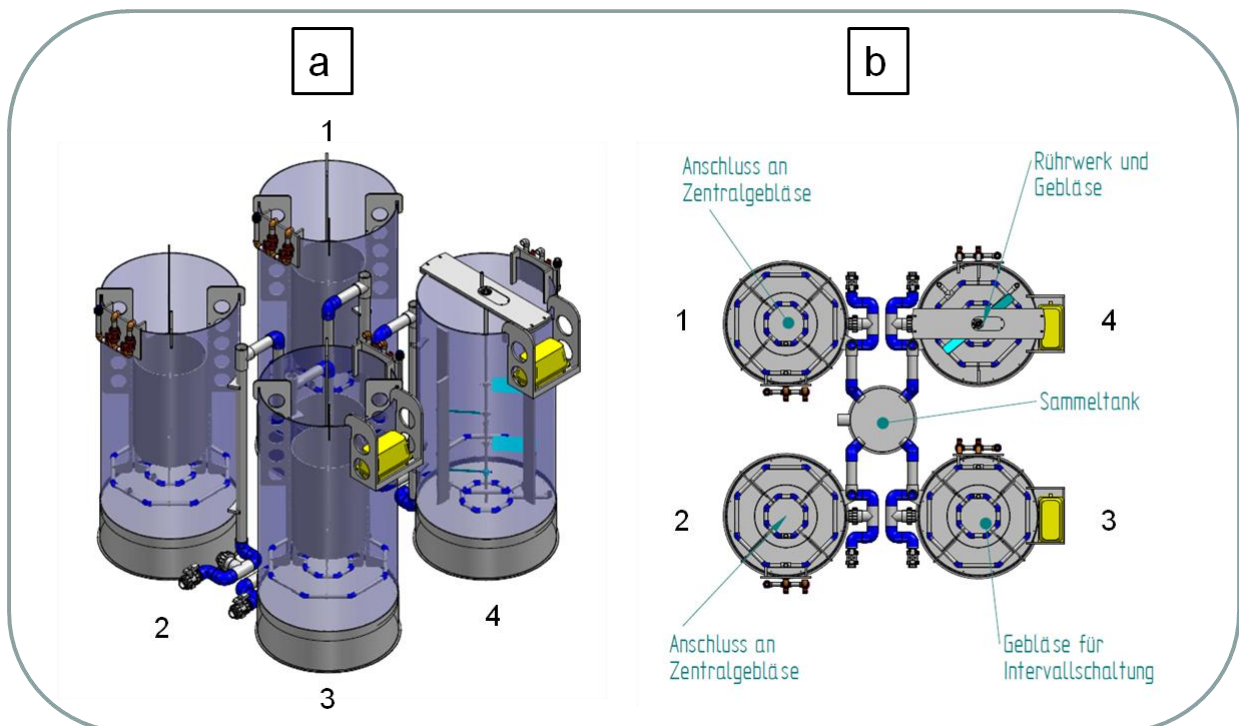 a
1
2
3
4
b
Anschluss an
Zentralgebläse
Rührwerk und
Gebläse
1
4
Sammeltank
2
3
Anschluss an
Zentralgebläse
Gebläse für
Intervallschaltung